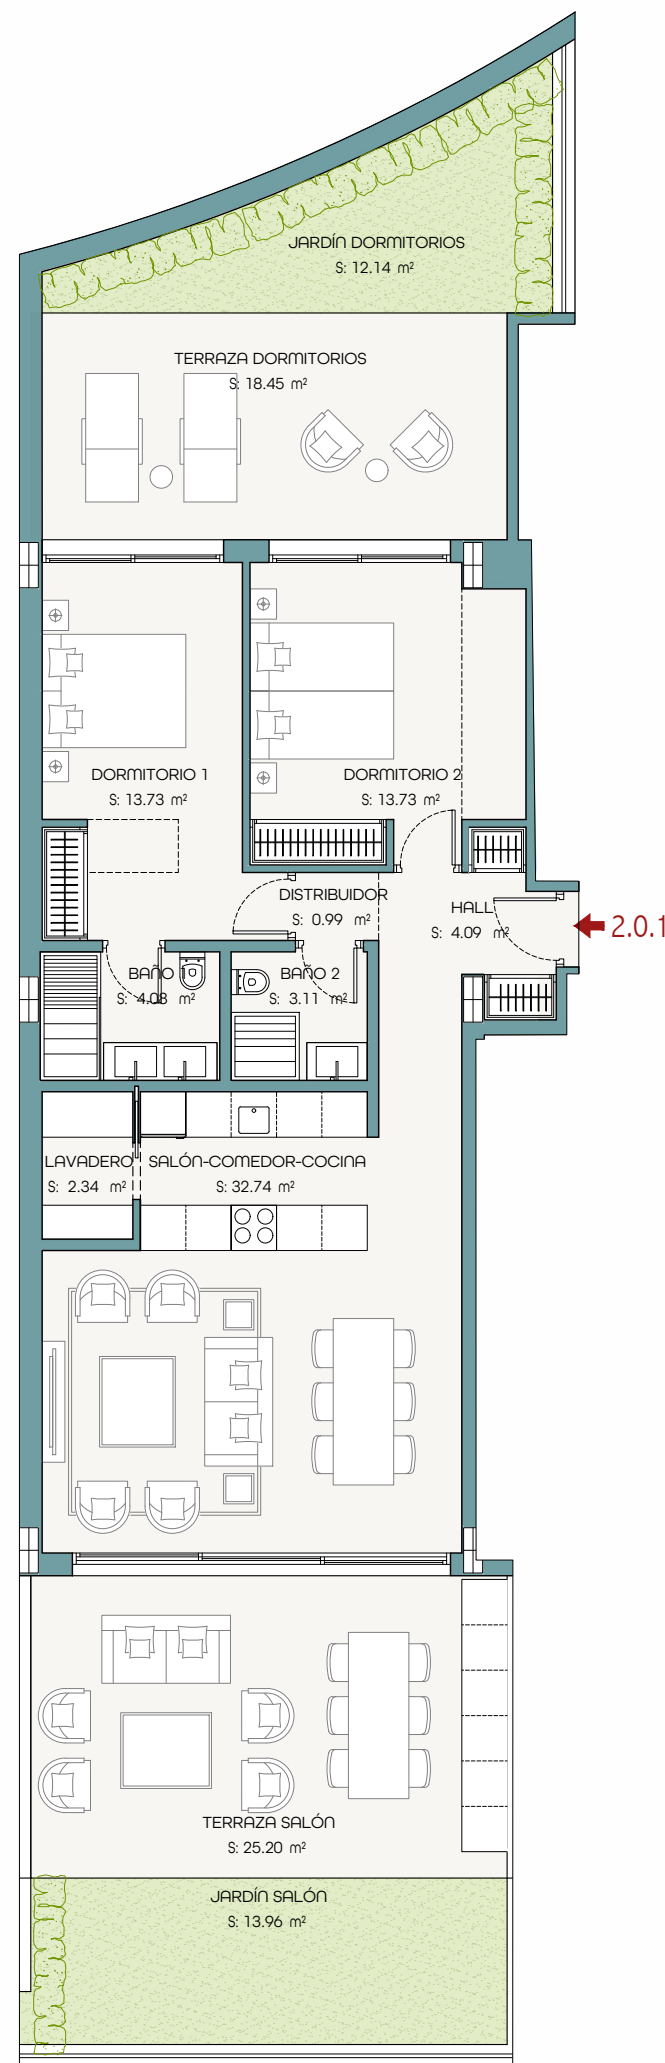 JARDÍN DORMITORIOS
S: 12.14 m²
TERRAZA DORMITORIOS
S: 18.45 m²
DORMITORIO 1
S: 13.73 m²
DORMITORIO 2
S: 13.73 m²
DISTRIBUIDOR
S: 0.99 m²
HALL
S: 4.09 m²
2.0.1
BAÑO 1
S: 4.08 m²
BAÑO 2
S: 3.11 m²
LAVADERO
S: 2.34 m²
SALÓN-COMEDOR-COCINA
S: 32.74 m²
TERRAZA SALÓN
S: 25.20 m²
JARDÍN SALÓN
S: 13.96 m²